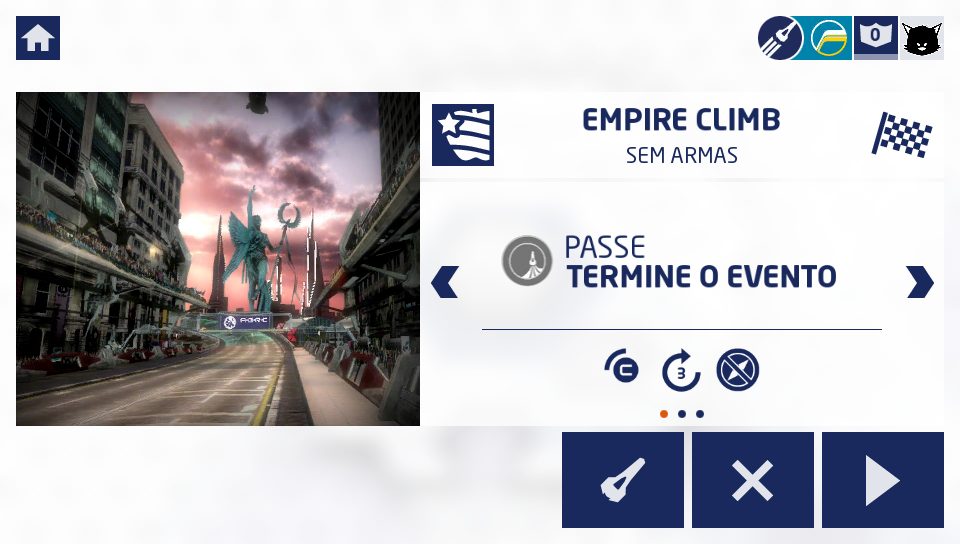 0
EMPIRE CLIMB
SEM ARMAS
PASSE
TERMINE O EVENTO
C
3